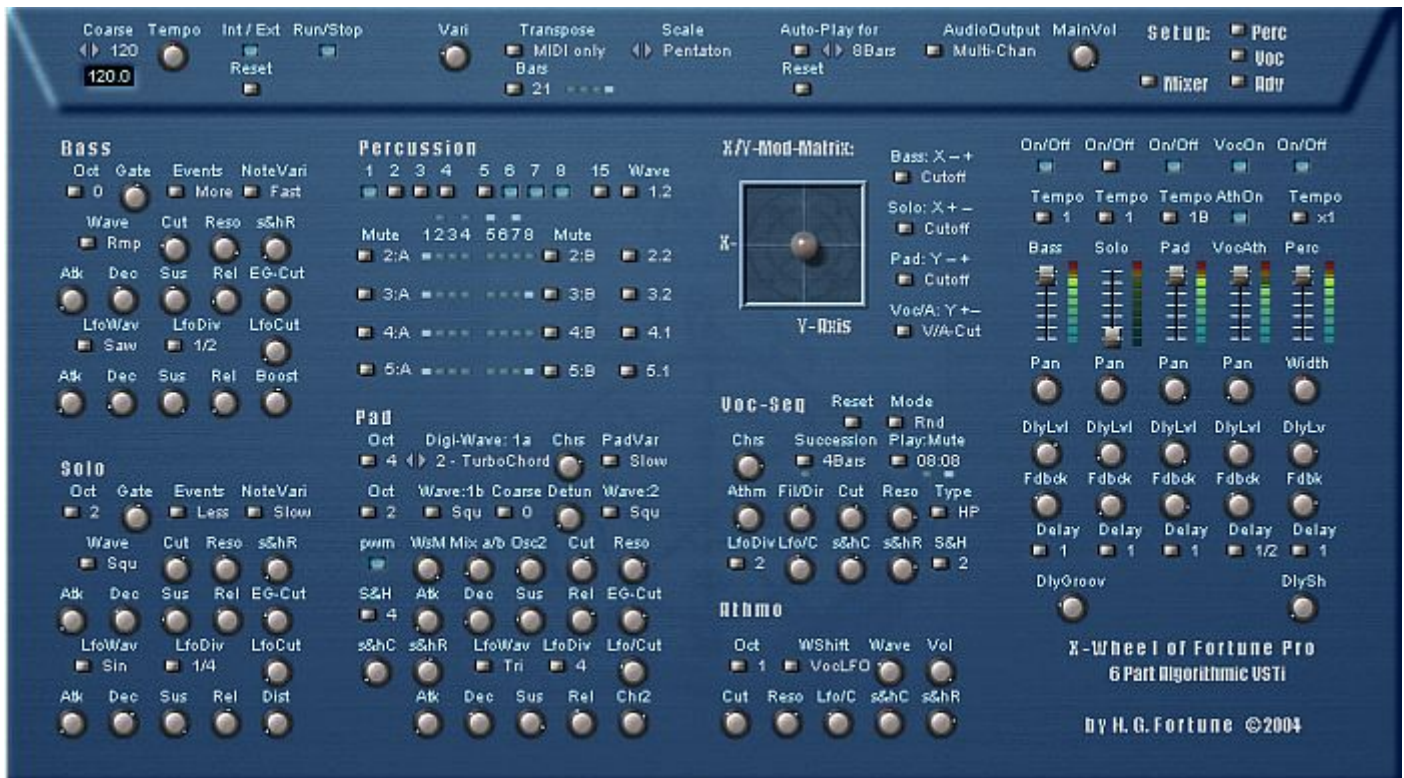 Coarse Tempo Int / Ext Run/Stop Vari Transpose Scale Auto-Play for AudioOutput MainVol Setup: Perc
120 MIDI only Pentaton 8Bars Multi-Chan Voc
120.0 Reset Bars Reset Mixer Adv
21
Bass
Oct Gate Events NoteVari
0 More Fast
Wave Cut Reso s&hR
Rmp
Atk Dec Sus Rel EG-Cut
LfoWav LfoDiv LfoCut
Saw 1/2
Atk Dec Sus Rel Boost
Solo
Oct Gate Events NoteVari
2 Less Slow
Wave Cut Reso s&hR
Squ
Atk Dec Sus Rel EG-Cut
LfoWav LfoDiv LfoCut
Sin 1/4
Atk Dec Sus Rel Dist
Percussion
1 2 3 4 5 6 7 8 15 Wave
1.2
Mute 1234 5678 Mute
2:A 2:B 2.2
3:A 3:B 3.2
4:A 4:B 4.1
5:A 5:B 5.1
Pad
Oct Digi-Wave: 1a Chrs PadVar
4 2 - TurboChord Slow
Oct Wave:1b Coarse Detun Wave:2
2 Squ 0 Squ
pwm WsM Mix a/b Osc2 Cut Reso
S&H Atk Dec Sus Rel EG-Cut
4
s&hC s&hR LfoWav LfoDiv Lfo/Cut
Tri 4
Atk Dec Sus Rel Chr2
X/Y-Mod-Matrix:
X-
Y-Axis
Bass: X – +
Cutoff
Solo: X + –
Cutoff
Pad: Y – +
Cutoff
Voc/A: Y + –
V/A-Cut
Voc-Seq Reset Mode
Rnd
Chrs Succession Play:Mute
4Bars 08:08
Athm Fil/Dir Cut Reso Type
HP
LfoDiv Lfo/C s&hC s&hR S&H
2 2
Athmo
Oct WShift Wave Vol
1 VocLFO
Cut Reso Lfo/C s&hC s&hR
On/Off On/Off On/Off VocOn On/Off
Tempo Tempo Tempo AthOn Tempo
1 1 1B x1
Bass Solo Pad VocAth Perc
Pan Pan Pan Pan Width
DlyLvl DlyLvl DlyLvl DlyLvl DlyLv
Fdbck Fdbck Fdbck Fdbck Fdbk
Delay Delay Delay Delay Delay
1 1 1 1/2 1
DlyGroov DlySh
X-Wheel of Fortune Pro
6 Part Algorithmic VSTi
by H. G. Fortune ©2004